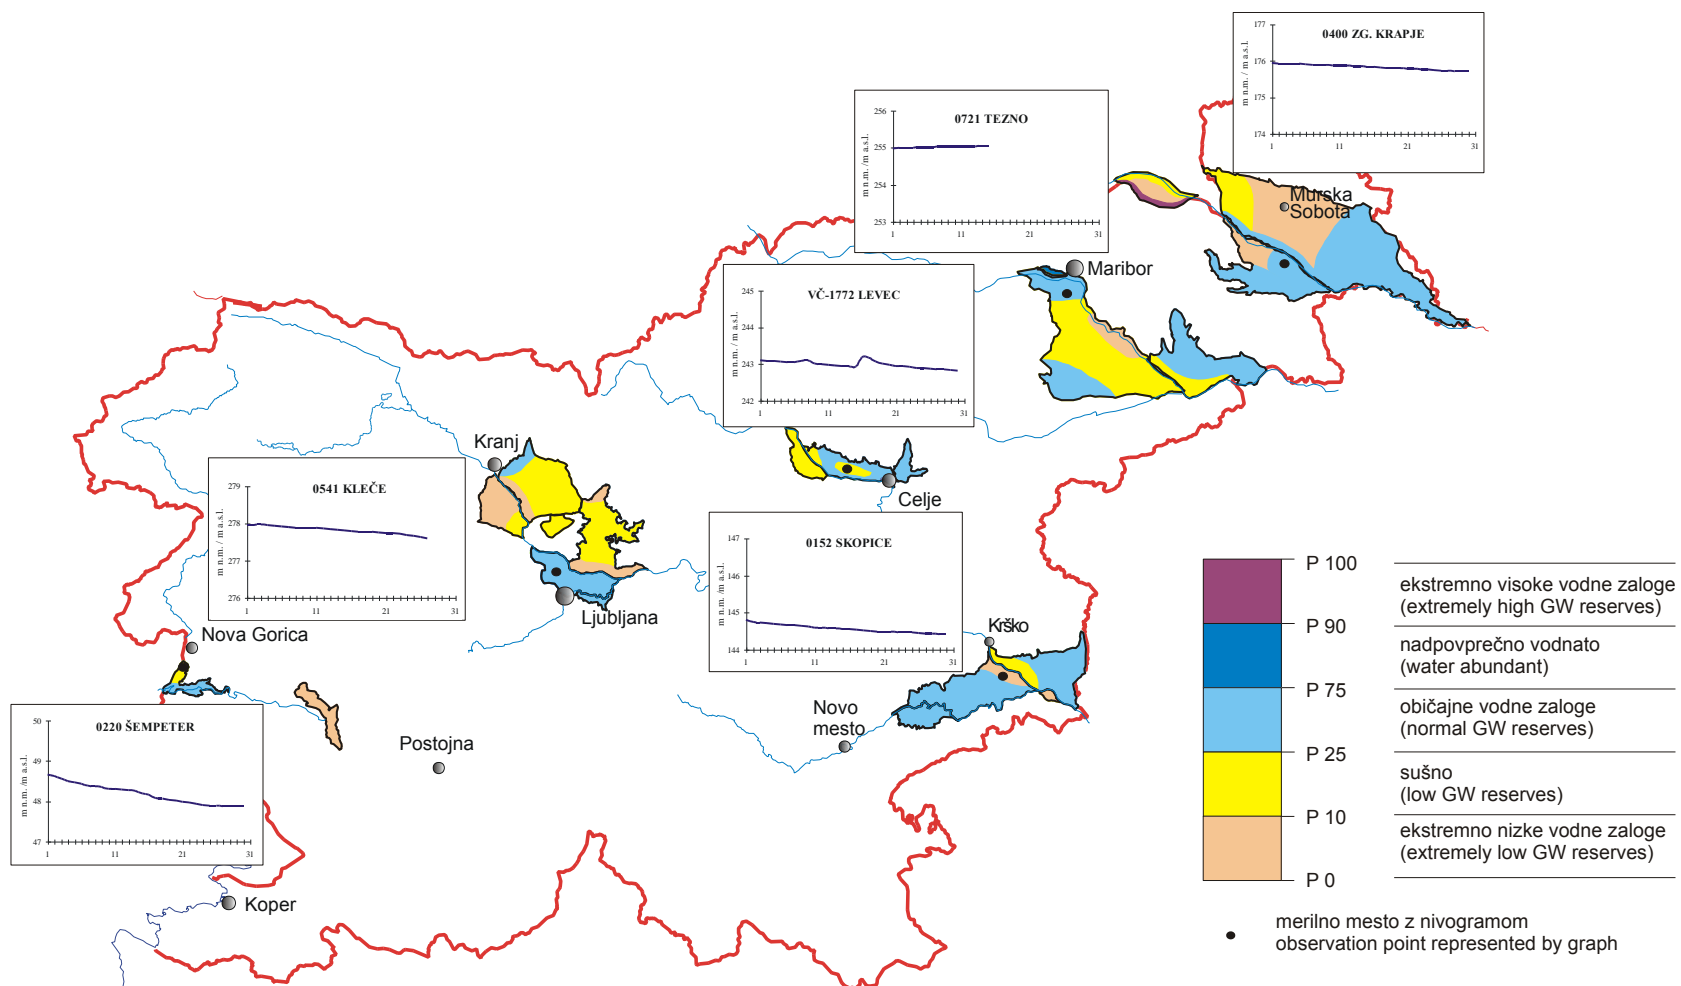 0400 ZG. KRAPJE
m n.m. / m a.s.l.
177
176
175
174
1 11 21 31
0721 TEZNO
m n.m. /m a.s.l.
256
255
254
253
1 11 21 31
Murska
Sobota
Maribor
VČ-1772 LEVEC
m n.m. / m a.s.l.
245
244
243
242
1 11 21 31
Kranj
Celje
0541 KLEČE
m n.m. / m a.s.l.
279
278
277
276
1 11 21 31
0152 SKOPICE
m n.m. /m a.s.l.
147
146
145
144
1 11 21 31
Ljubljana
Nova Gorica
Krško
Novo
mesto
Postojna
0220 ŠEMPETER
m n.m. /m a.s.l.
50
49
48
47
1 11 21 31
Koper
P 100
ekstremno visoke vodne zaloge
(extremely high GW reserves)
P 90
nadpovprečno vodnato
(water abundant)
P 75
običajne vodne zaloge
(normal GW reserves)
P 25
sušno
(low GW reserves)
P 10
ekstremno nizke vodne zaloge
(extremely low GW reserves)
P 0
merilno mesto z nivogramom
observation point represented by graph